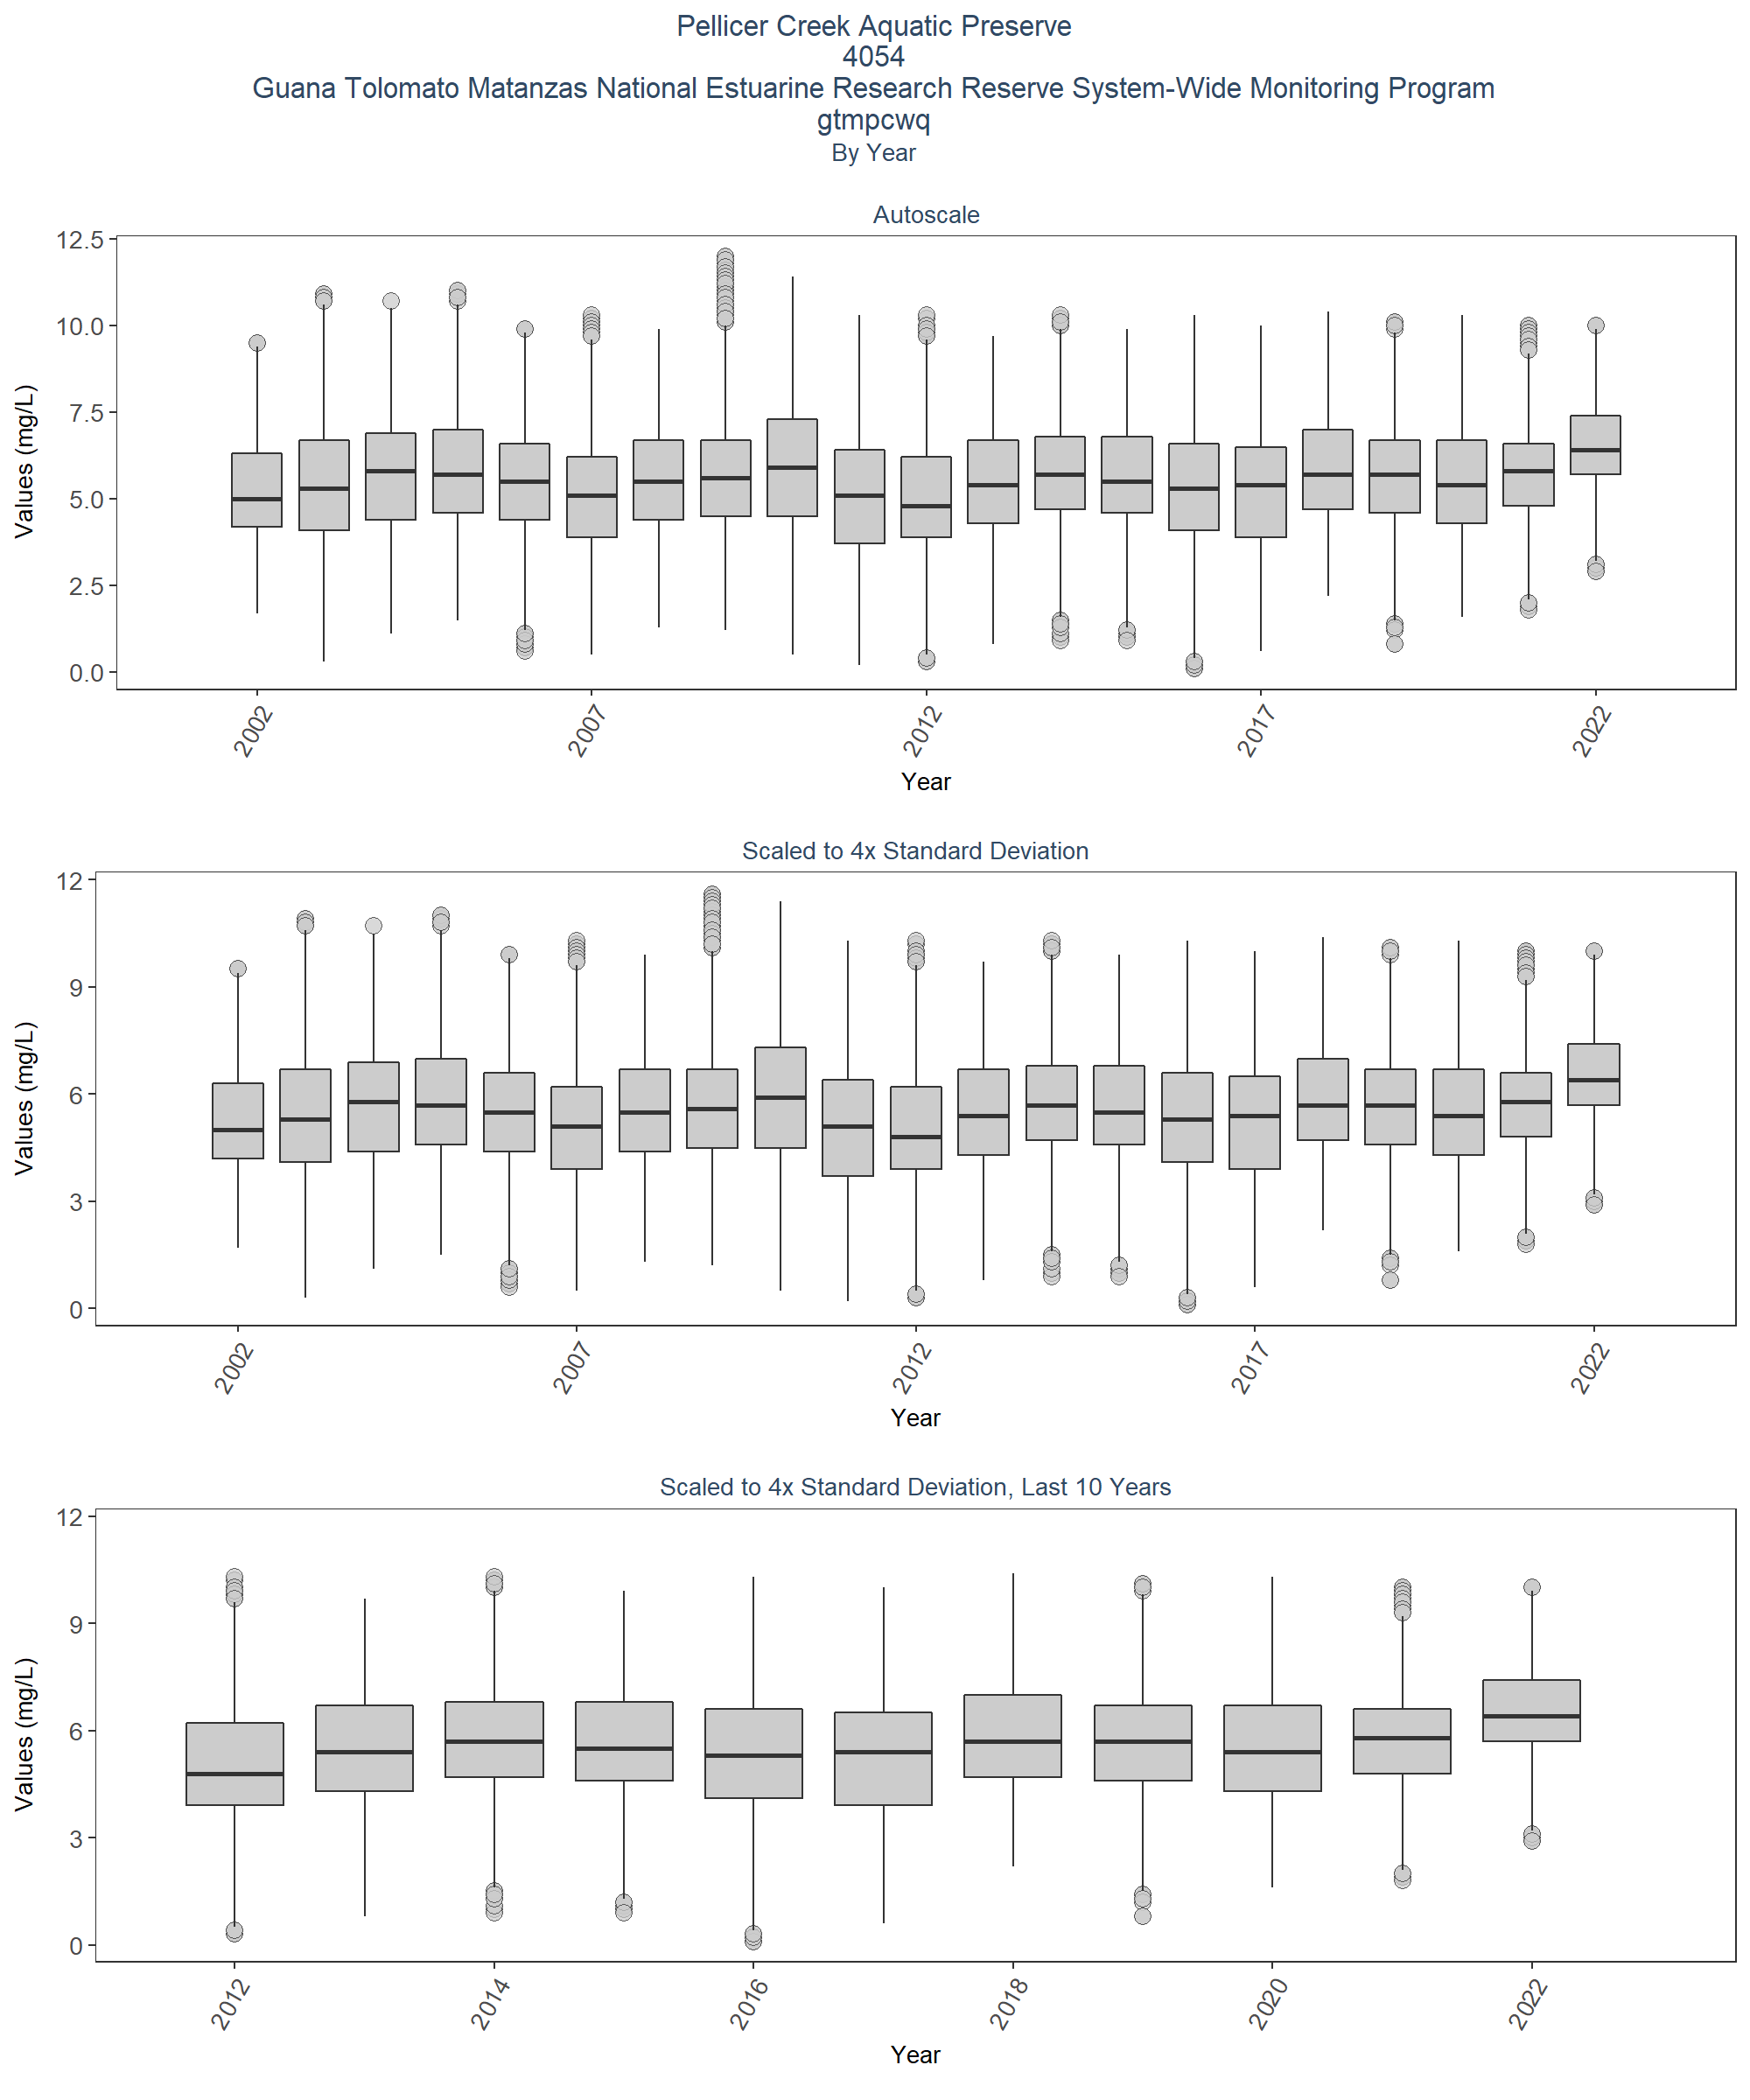 Pellicer Creek Aquatic Preserve
4054
Guana Tolomato Matanzas National Estuarine Research Reserve System-Wide Monitoring Program
gtmpcwq
By Year
Autoscale
12.5
10.0
7.5
5.0
2.5
0.0
Values (mg/L)
2002 2007 2012 2017 2022
Year
Scaled to 4x Standard Deviation
12
9
6
3
0
Values (mg/L)
2002 2007 2012 2017 2022
Year
Scaled to 4x Standard Deviation, Last 10 Years
12
9
6
3
0
Values (mg/L)
2012 2014 2016 2018 2020 2022
Year